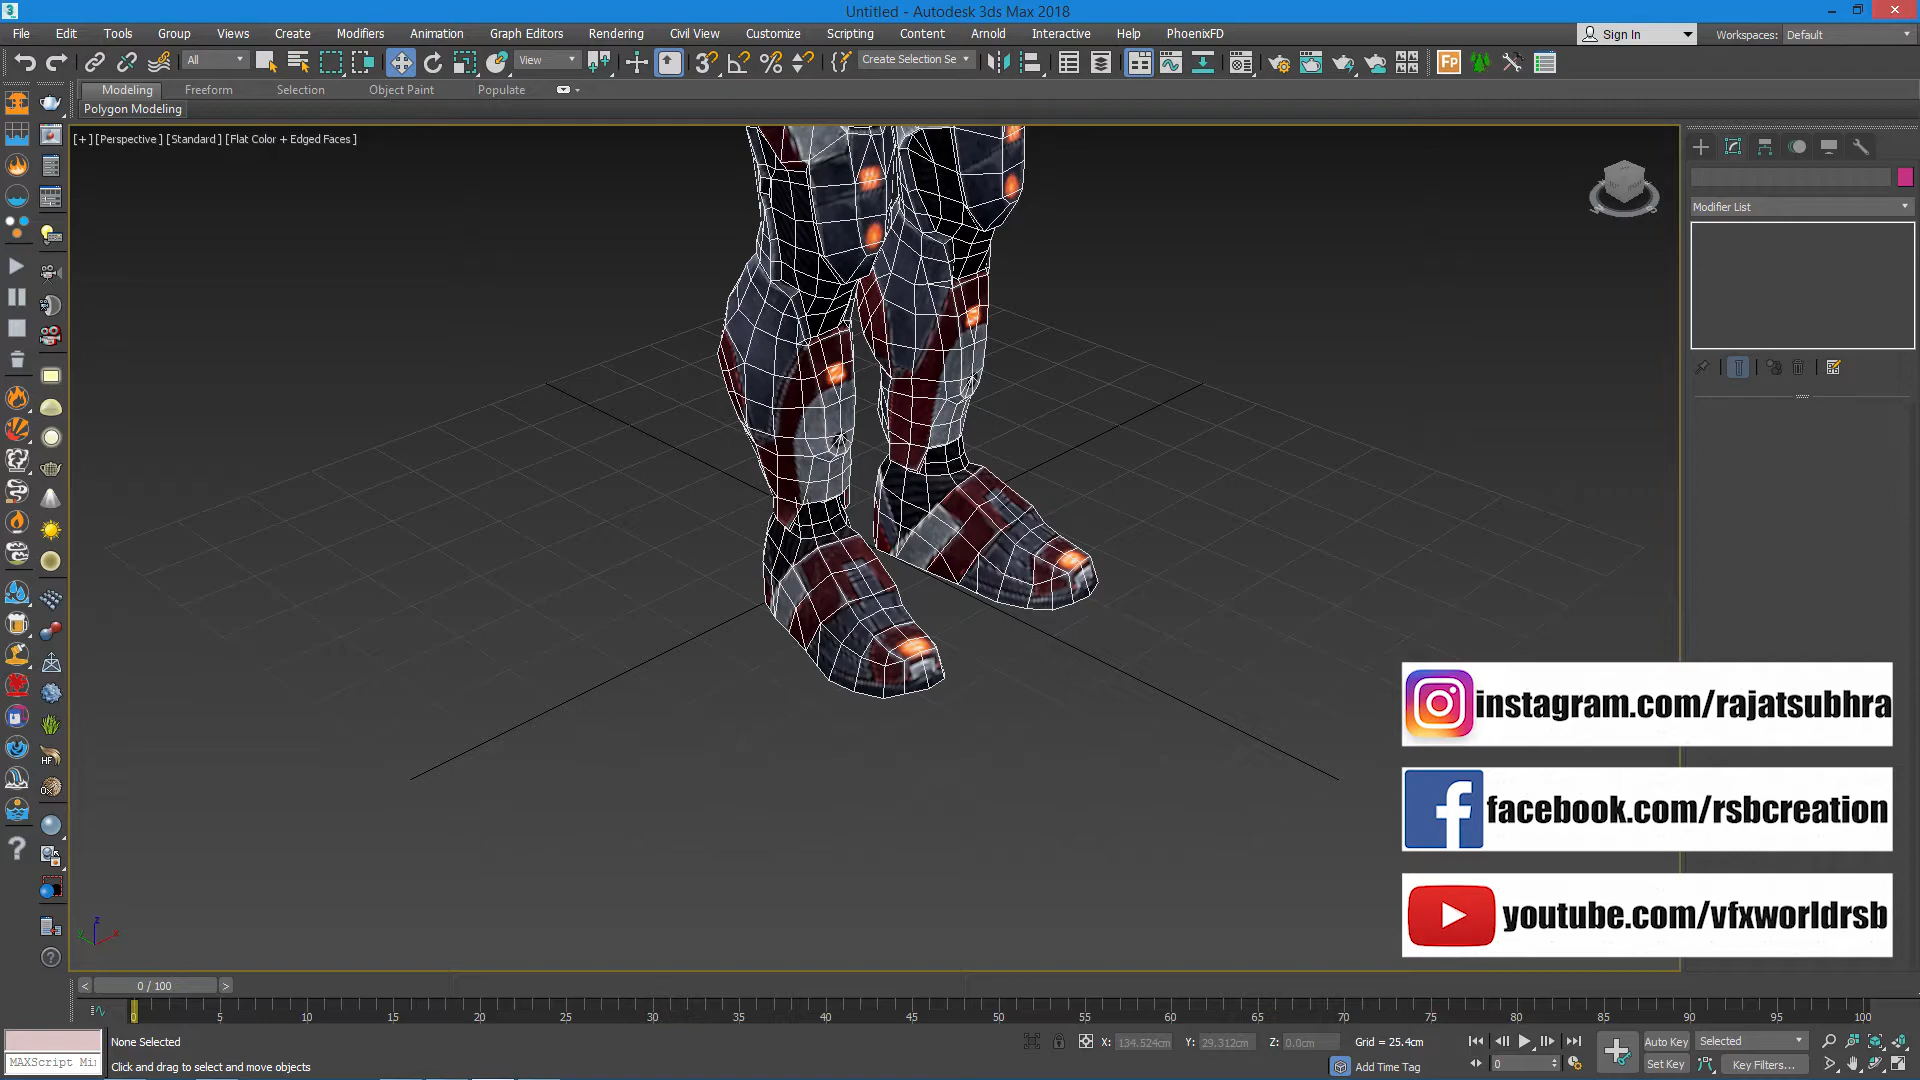 Untitled - Autodesk 3ds Max 2018
File Edit Tools Group Views Create Modifiers Animation Graph Editors Rendering Civil View Customize Scripting Content Arnold Interactive Help PhoenixFD Sign In Workspaces: Default
All View Create Selection Se
Modeling Freeform Selection Object Paint Populate
Polygon Modeling
[+] [Perspective] [Standard] [Flat Color + Edged Faces]
Modifier List
instagram.com/rajatsubhra
facebook.com/rsbcreation
youtube.com/vfxworldrsb
z
y x
< 0 / 100 >
0 5 10 15 20 25 30 35 40 45 50 55 60 65 70 75 80 85 90 95 100
None Selected X: 134.524cm Y: 29.312cm Z: 0.0cm Grid = 25.4cm Auto Key Selected
MAXScript Mi Click and drag to select and move objects Add Time Tag 0 Set Key Key Filters...